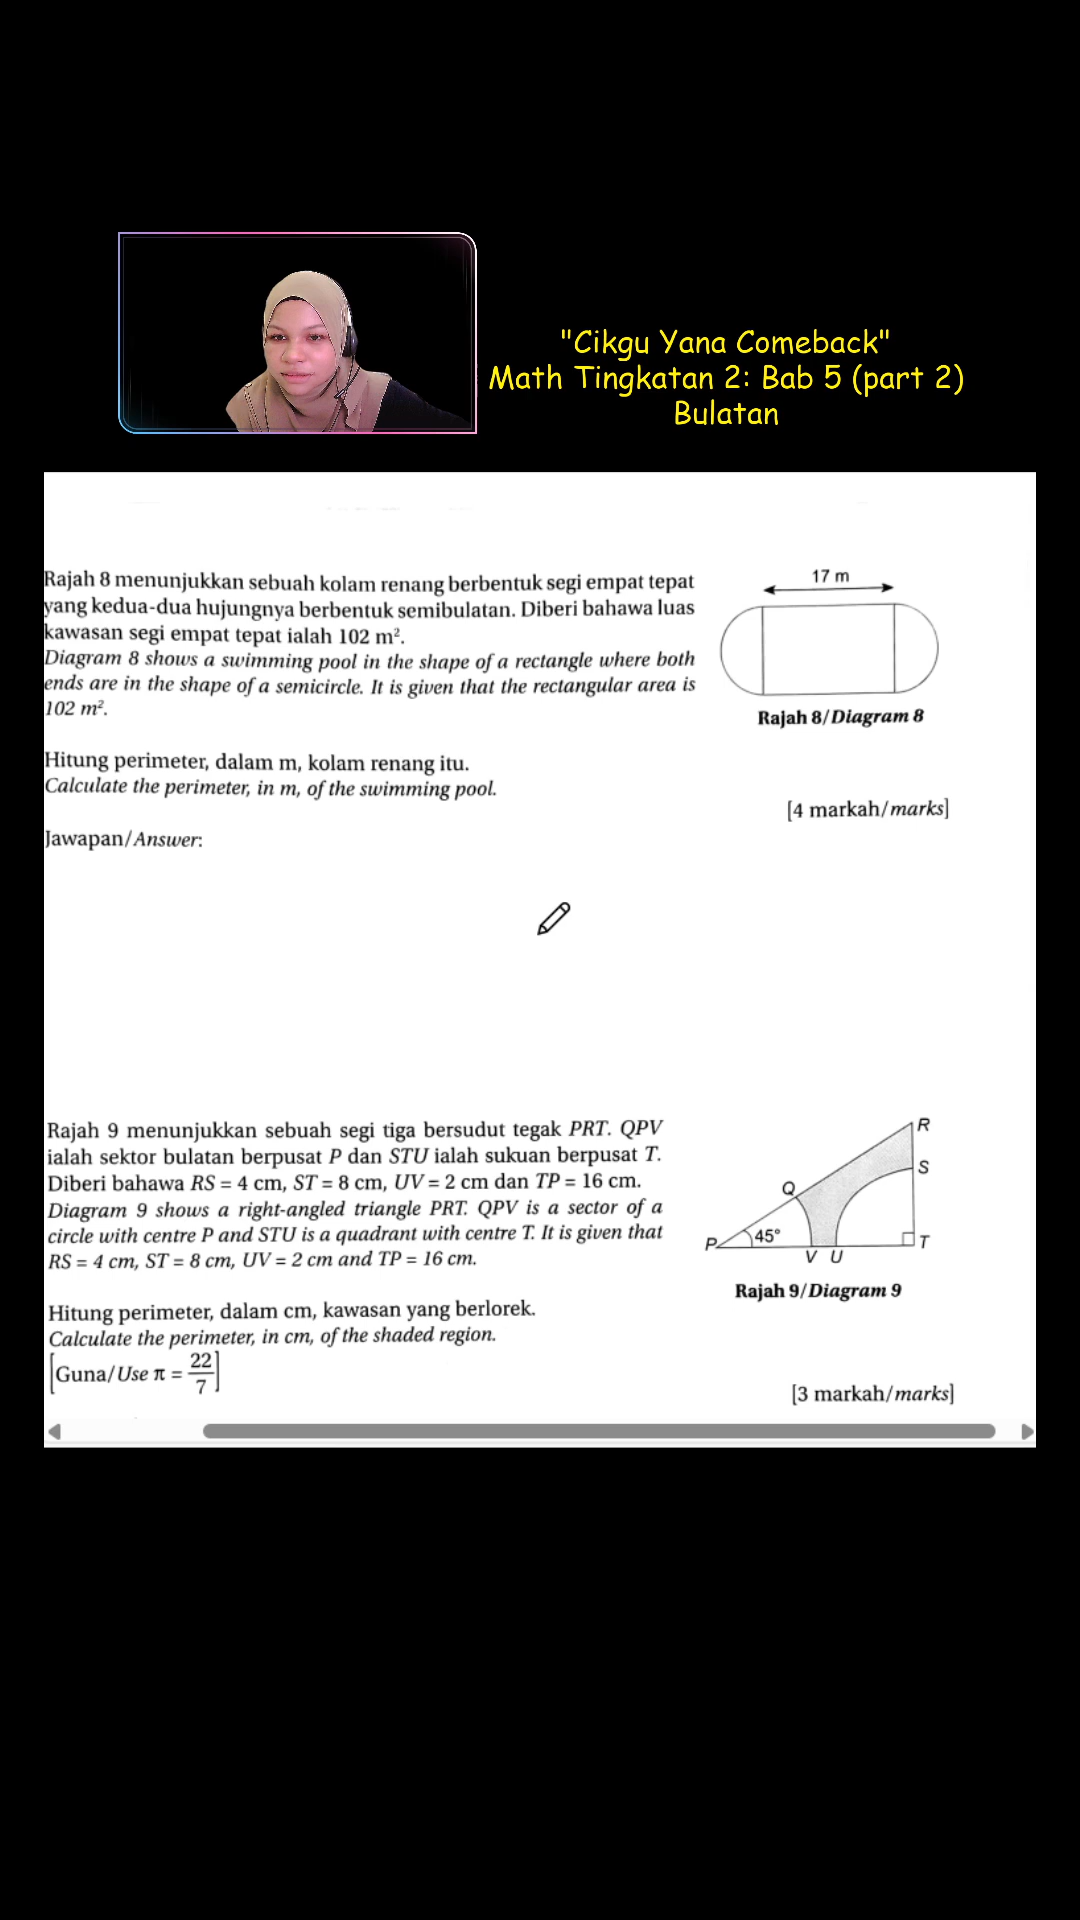 "Cikgu Yana Comeback"
Math Tingkatan 2: Bab 5 (part 2)
Bulatan
Rajah 8 menunjukkan sebuah kolam renang berbentuk segi empat tepat
yang kedua-dua hujungnya berbentuk semibulatan. Diberi bahawa luas
kawasan segi empat tepat ialah 102 m².
Diagram 8 shows a swimming pool in the shape of a rectangle where both
ends are in the shape of a semicircle. It is given that the rectangular area is
102 m².
17 m
Rajah 8/Diagram 8
Hitung perimeter, dalam m, kolam renang itu.
Calculate the perimeter, in m, of the swimming pool.
[4 markah/marks]
Jawapan/Answer:
Rajah 9 menunjukkan sebuah segi tiga bersudut tegak PRT. QPV
ialah sektor bulatan berpusat P dan STU ialah sukuan berpusat T.
Diberi bahawa RS = 4 cm, ST = 8 cm, UV = 2 cm dan TP = 16 cm.
Diagram 9 shows a right-angled triangle PRT. QPV is a sector of a
circle with centre P and STU is a quadrant with centre T. It is given that
RS = 4 cm, ST = 8 cm, UV = 2 cm and TP = 16 cm.
R
S
Q
P
45°
T
V U
Rajah 9/Diagram 9
Hitung perimeter, dalam cm, kawasan yang berlorek.
Calculate the perimeter, in cm, of the shaded region.
[Guna/Use π = 22/7]
[3 markah/marks]